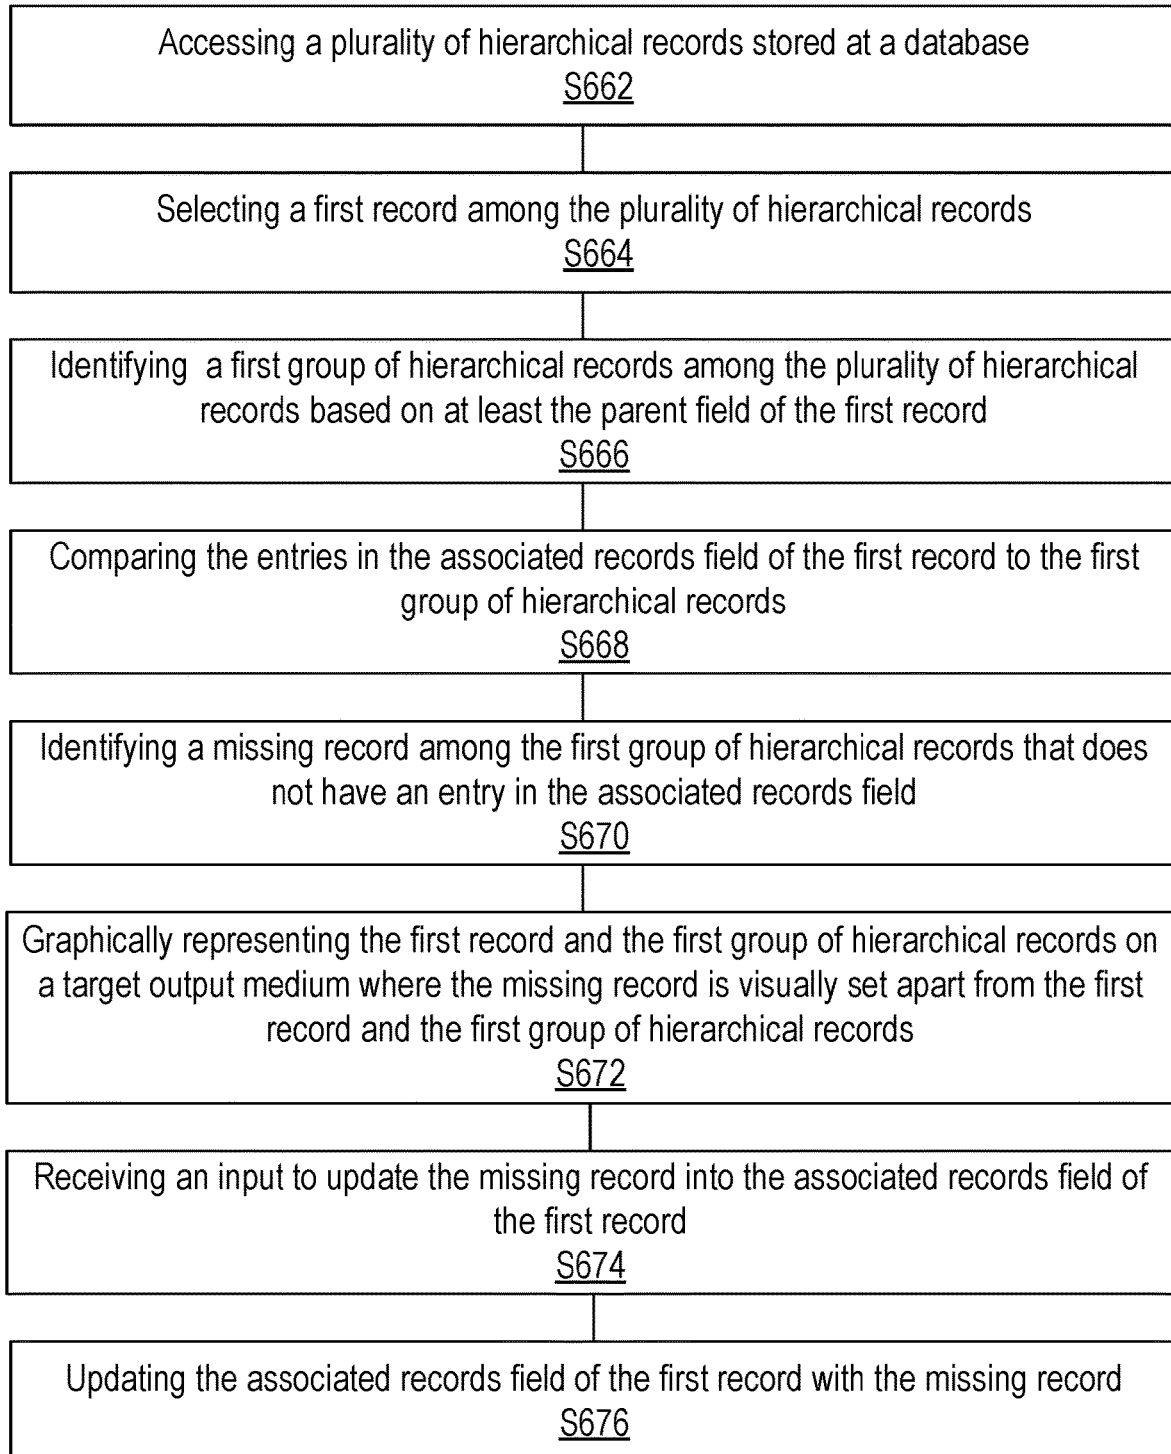 Accessing a plurality of hierarchical records stored at a database
S662
Selecting a first record among the plurality of hierarchical records
S664
Identifying a first group of hierarchical records among the plurality of hierarchical
records based on at least the parent field of the first record
S666
Comparing the entries in the associated records field of the first record to the first
group of hierarchical records
S668
Identifying a missing record among the first group of hierarchical records that does
not have an entry in the associated records field
S670
Graphically representing the first record and the first group of hierarchical records on
a target output medium where the missing record is visually set apart from the first
record and the first group of hierarchical records
S672
Receiving an input to update the missing record into the associated records field of
the first record
S674
Updating the associated records field of the first record with the missing record
S676